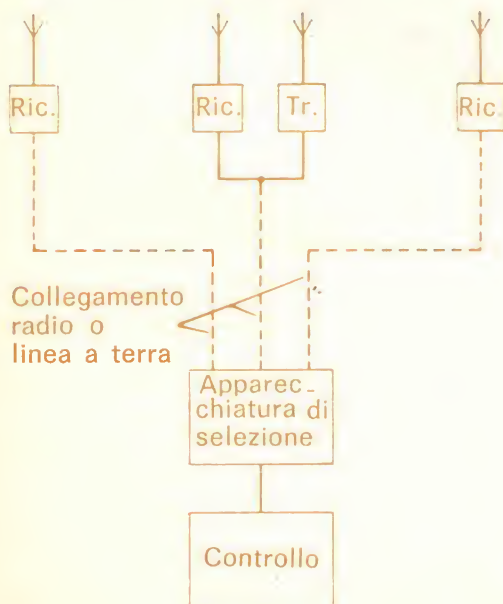 Ric.
Ric.
Tr.
Ric.
Collegamento
radio o
linea a terra
Apparec-
chiatura di
selezione
Controllo